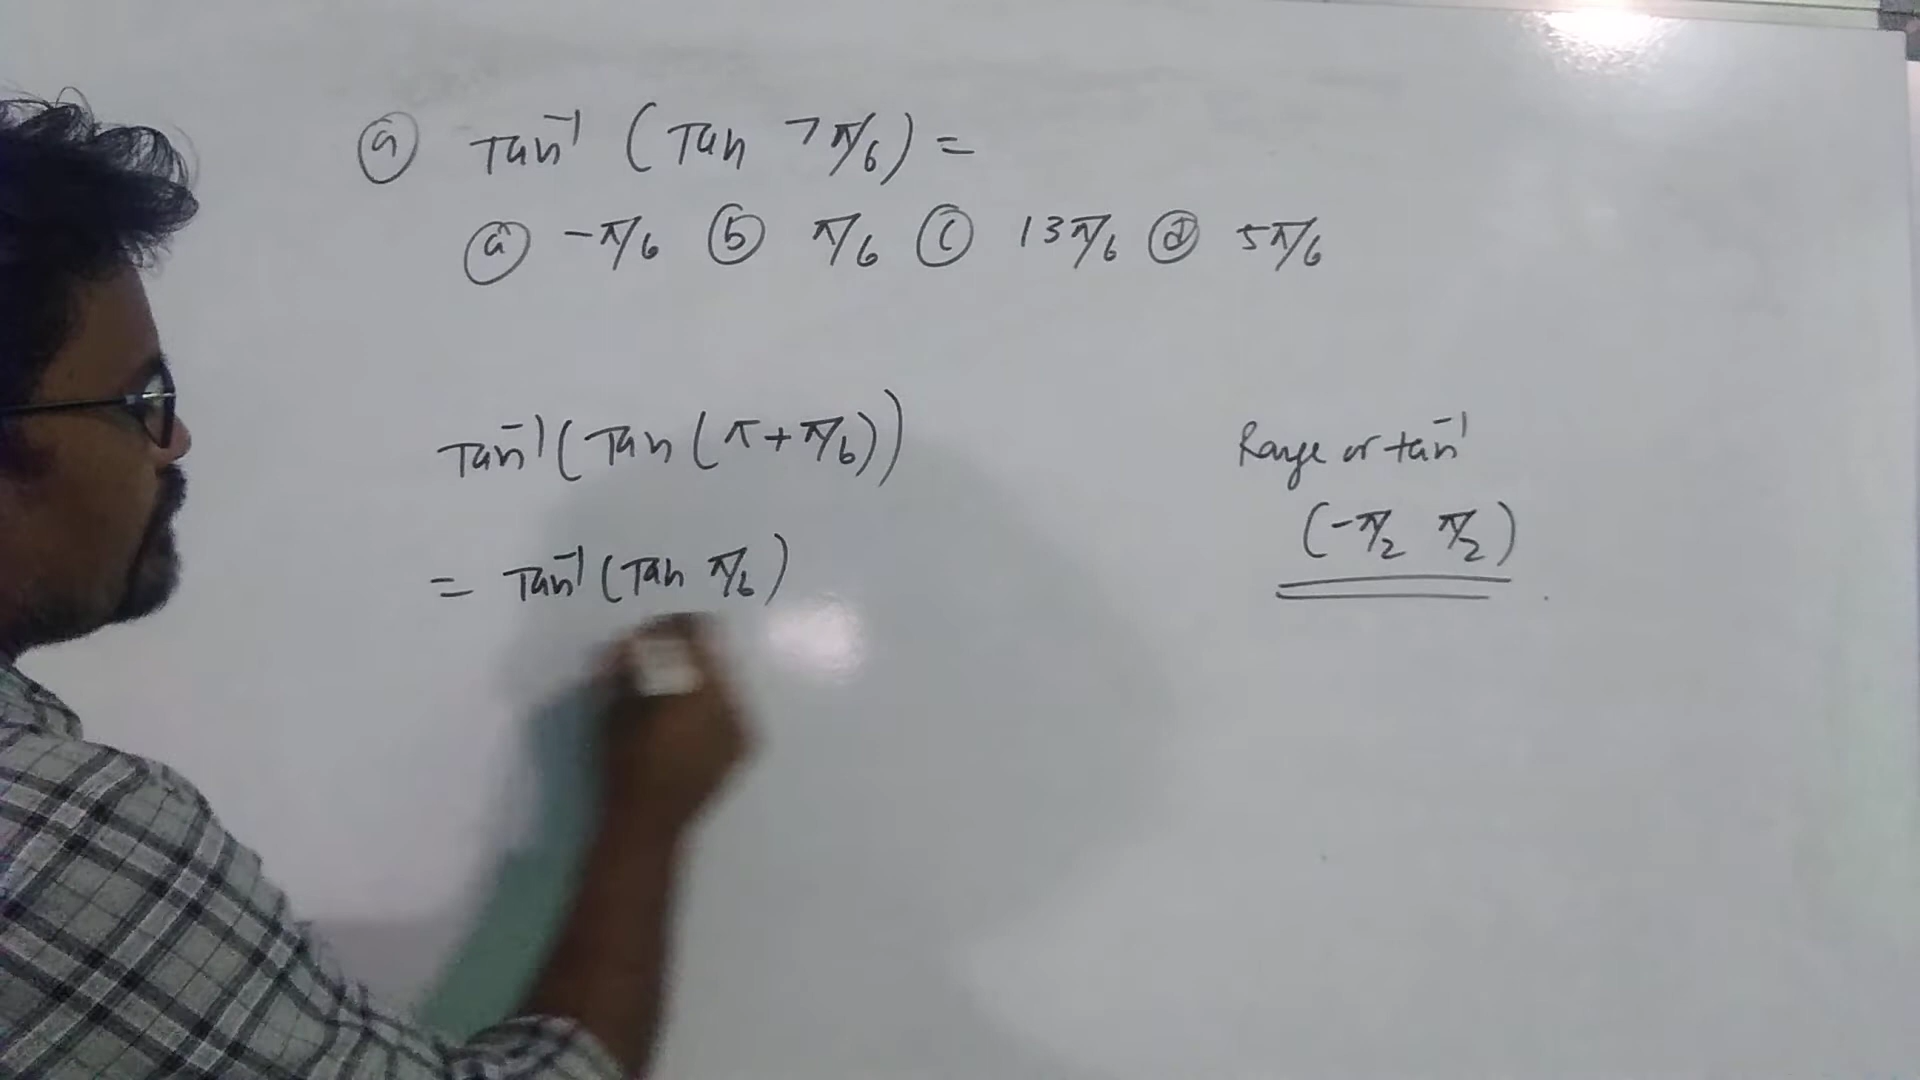 ⓐ Tan⁻¹ (Tan 7π/6) =
ⓐ -π/6 ⓑ π/6 ⓒ 13π/6 ⓓ 5π/6
Tan⁻¹(Tan(π+π/6))
= Tan⁻¹(Tan π/6)
Range of tan⁻¹
(-π/2 π/2)